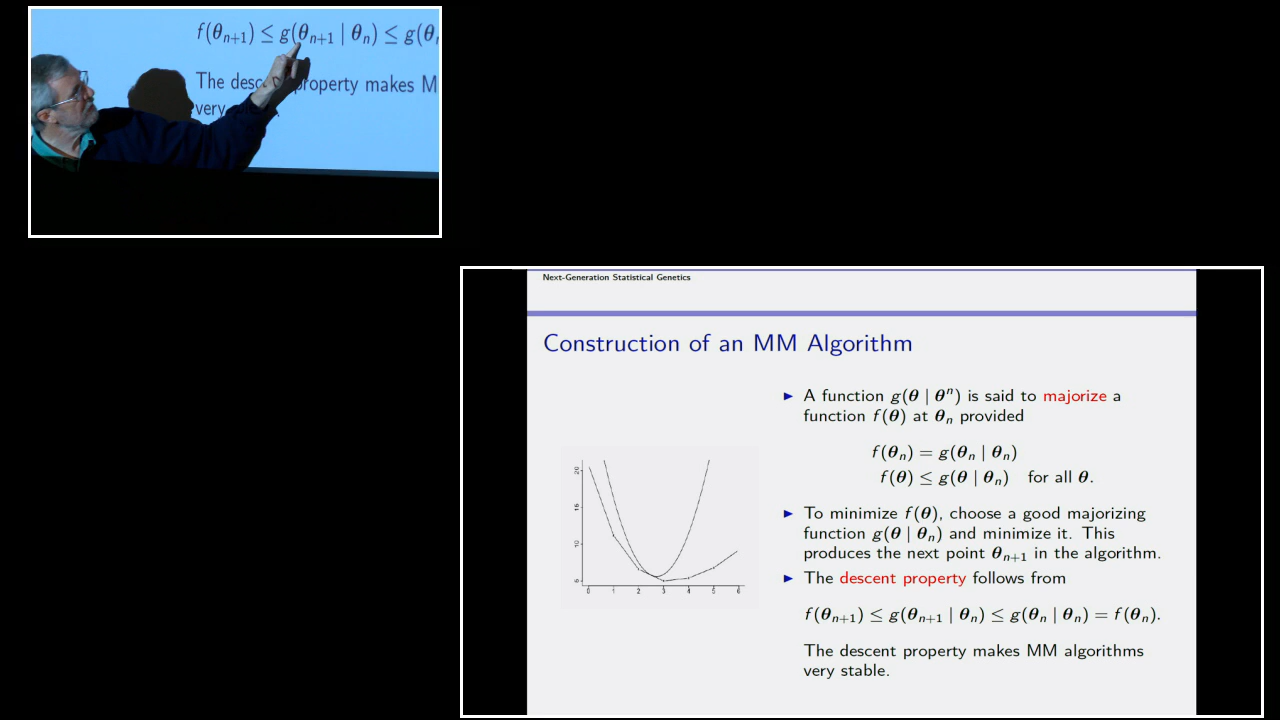 f(θₙ₊₁) ≤ g(θₙ₊₁ | θₙ) ≤ g(θ
The desc property makes M
very
Next-Generation Statistical Genetics
Construction of an MM Algorithm
► A function g(θ | θⁿ) is said to majorize a
function f(θ) at θₙ provided
f(θₙ) = g(θₙ | θₙ)
f(θ) ≤ g(θ | θₙ) for all θ.
► To minimize f(θ), choose a good majorizing
function g(θ | θₙ) and minimize it. This
produces the next point θₙ₊₁ in the algorithm.
► The descent property follows from
f(θₙ₊₁) ≤ g(θₙ₊₁ | θₙ) ≤ g(θₙ | θₙ) = f(θₙ).
The descent property makes MM algorithms
very stable.
20
15
10
5
0 1 2 3 4 5 6